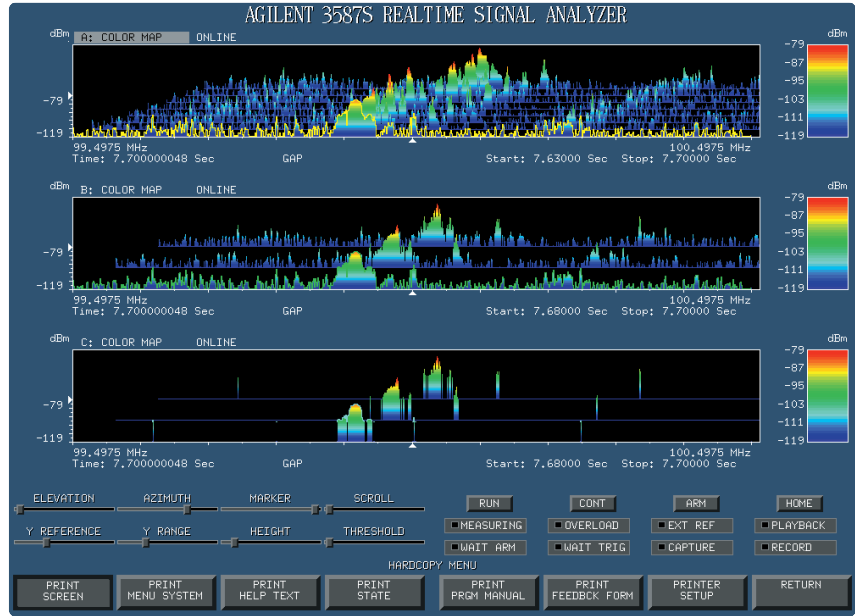 AGILENT 3587S REALTIME SIGNAL ANALYZER
dBm A: COLOR MAP ONLINE dBm
-79
-87
-79 -95
-103
-111
-119 -119
99.4975 MHz 100.4975 MHz
Time: 7.700000048 Sec GAP Start: 7.63000 Sec Stop: 7.70000 Sec
dBm B: COLOR MAP ONLINE dBm
-79
-87
-95
-79 -103
-111
-119 -119
99.4975 MHz 100.4975 MHz
Time: 7.700000048 Sec GAP Start: 7.68000 Sec Stop: 7.70000 Sec
dBm C: COLOR MAP ONLINE dBm
-79
-87
-95
-79 -103
-111
-119 -119
99.4975 MHz 100.4975 MHz
Time: 7.700000048 Sec GAP Start: 7.68000 Sec Stop: 7.70000 Sec
ELEVATION AZIMUTH MARKER SCROLL RUN CONT ARM HOME
Y REFERENCE Y RANGE HEIGHT THRESHOLD MEASURING OVERLOAD EXT REF PLAYBACK
WAIT ARM WAIT TRIG CAPTURE RECORD
HARDCOPY MENU
PRINT SCREEN
PRINT MENU SYSTEM
PRINT HELP TEXT
PRINT STATE
PRINT PRGM MANUAL
PRINT FEEDBCK FORM
PRINTER SETUP
RETURN